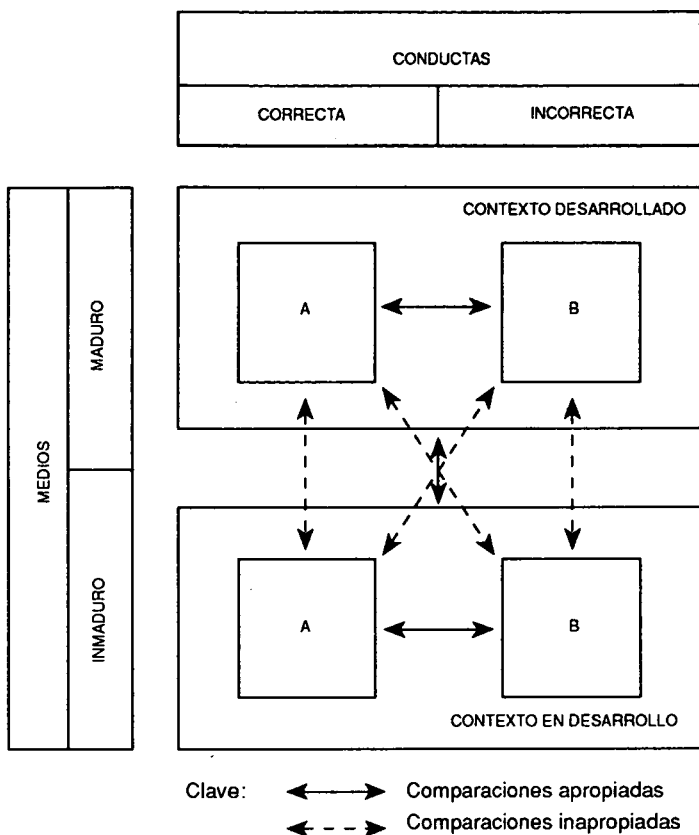 CONDUCTAS
CORRECTA
INCORRECTA
MEDIOS
MADURO
INMADURO
CONTEXTO DESARROLLADO
A
B
A
B
CONTEXTO EN DESARROLLO
Clave:
Comparaciones apropiadas
Comparaciones inapropiadas